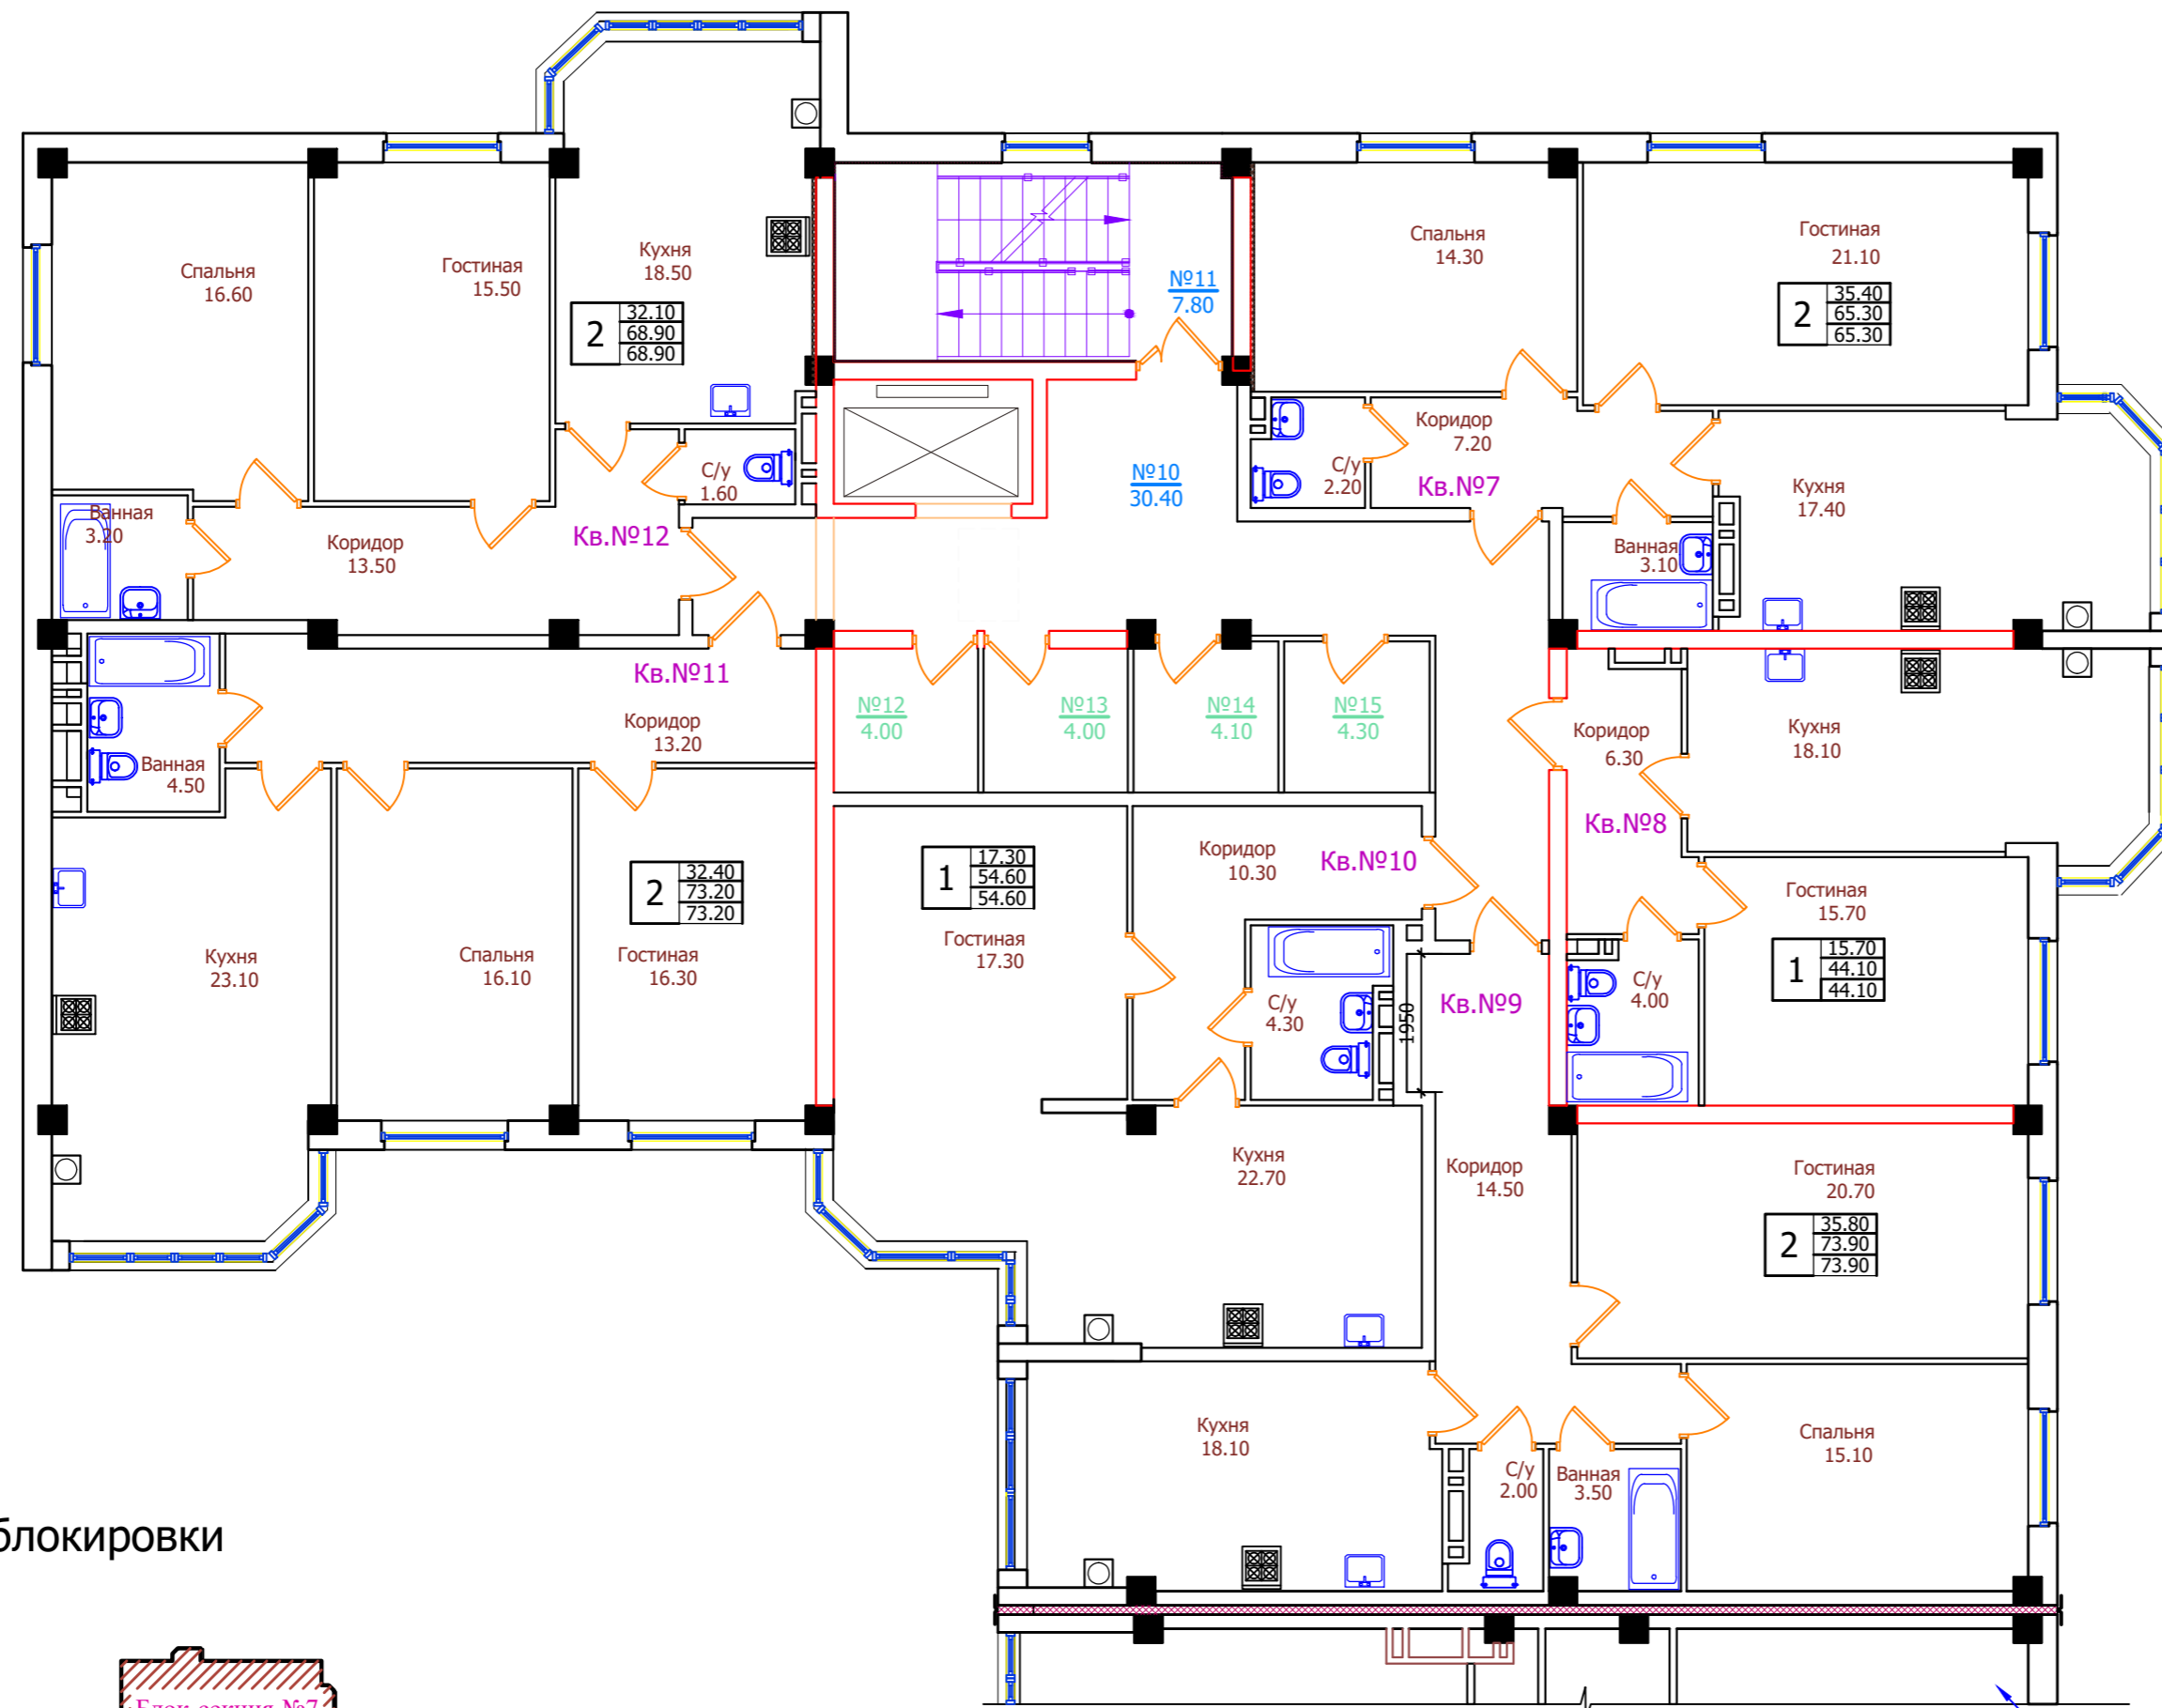 Спальня
16.60
Гостиная
15.50
Кухня
18.50
2
32.10
68.90
68.90
С/у
1.60
Ванная
3.20
Коридор
13.50
Кв.№12
№11
7.80
№10
30.40
Спальня
14.30
Гостиная
21.10
2
35.40
65.30
65.30
Коридор
7.20
С/у
2.20
Кв.№7
Кухня
17.40
Ванная
3.10
Кв.№11
Коридор
13.20
Ванная
4.50
№12
4.00
№13
4.00
№14
4.10
№15
4.30
Коридор
6.30
Кухня
18.10
Кв.№8
Кухня
23.10
Спальня
16.10
2
32.40
73.20
73.20
Гостиная
16.30
1
17.30
54.60
54.60
Гостиная
17.30
Коридор
10.30
Кв.№10
С/у
4.30
1950
Кв.№9
Гостиная
15.70
1
15.70
44.10
44.10
С/у
4.00
Кухня
22.70
Коридор
14.50
Гостиная
20.70
2
35.80
73.90
73.90
Кухня
18.10
С/у
2.00
Ванная
3.50
Спальня
15.10
блокировки
Блок-секция №7